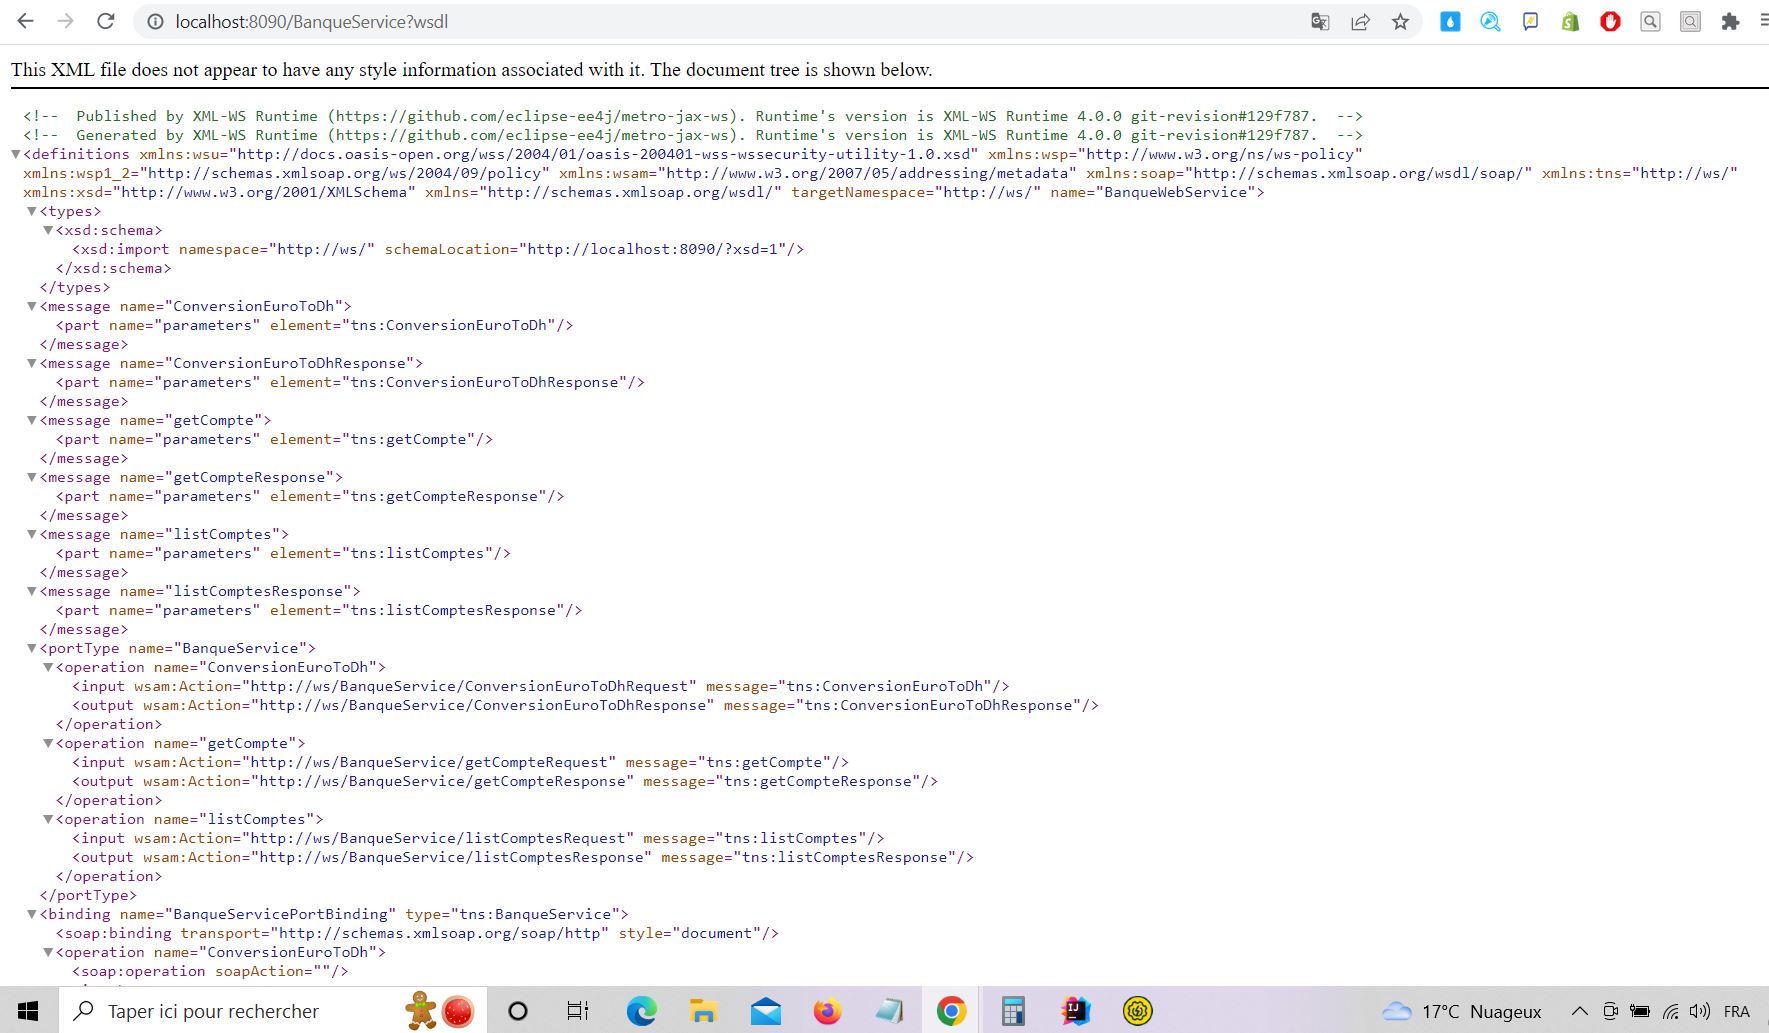 localhost:8090/BanqueService?wsdl
This XML file does not appear to have any style information associated with it. The document tree is shown below.
<!-- Published by XML-WS Runtime (https://github.com/eclipse-ee4j/metro-jax-ws). Runtime's version is XML-WS Runtime 4.0.0 git-revision#129f787. -->
<!-- Generated by XML-WS Runtime (https://github.com/eclipse-ee4j/metro-jax-ws). Runtime's version is XML-WS Runtime 4.0.0 git-revision#129f787. -->
▼<definitions xmlns:wsu="http://docs.oasis-open.org/wss/2004/01/oasis-200401-wss-wssecurity-utility-1.0.xsd" xmlns:wsp="http://www.w3.org/ns/ws-policy"
xmlns:wsp1_2="http://schemas.xmlsoap.org/ws/2004/09/policy" xmlns:wsam="http://www.w3.org/2007/05/addressing/metadata" xmlns:soap="http://schemas.xmlsoap.org/wsdl/soap/" xmlns:tns="http://ws/"
xmlns:xsd="http://www.w3.org/2001/XMLSchema" xmlns="http://schemas.xmlsoap.org/wsdl/" targetNamespace="http://ws/" name="BanqueWebService">
▼<types>
▼<xsd:schema>
<xsd:import namespace="http://ws/" schemaLocation="http://localhost:8090/?xsd=1"/>
</xsd:schema>
</types>
▼<message name="ConversionEuroToDh">
<part name="parameters" element="tns:ConversionEuroToDh"/>
</message>
▼<message name="ConversionEuroToDhResponse">
<part name="parameters" element="tns:ConversionEuroToDhResponse"/>
</message>
▼<message name="getCompte">
<part name="parameters" element="tns:getCompte"/>
</message>
▼<message name="getCompteResponse">
<part name="parameters" element="tns:getCompteResponse"/>
</message>
▼<message name="listComptes">
<part name="parameters" element="tns:listComptes"/>
</message>
▼<message name="listComptesResponse">
<part name="parameters" element="tns:listComptesResponse"/>
</message>
▼<portType name="BanqueService">
▼<operation name="ConversionEuroToDh">
<input wsam:Action="http://ws/BanqueService/ConversionEuroToDhRequest" message="tns:ConversionEuroToDh"/>
<output wsam:Action="http://ws/BanqueService/ConversionEuroToDhResponse" message="tns:ConversionEuroToDhResponse"/>
</operation>
▼<operation name="getCompte">
<input wsam:Action="http://ws/BanqueService/getCompteRequest" message="tns:getCompte"/>
<output wsam:Action="http://ws/BanqueService/getCompteResponse" message="tns:getCompteResponse"/>
</operation>
▼<operation name="listComptes">
<input wsam:Action="http://ws/BanqueService/listComptesRequest" message="tns:listComptes"/>
<output wsam:Action="http://ws/BanqueService/listComptesResponse" message="tns:listComptesResponse"/>
</operation>
</portType>
▼<binding name="BanqueServicePortBinding" type="tns:BanqueService">
<soap:binding transport="http://schemas.xmlsoap.org/soap/http" style="document"/>
▼<operation name="ConversionEuroToDh">
<soap:operation soapAction=""/>
Taper ici pour rechercher
17°C Nuageux
FRA